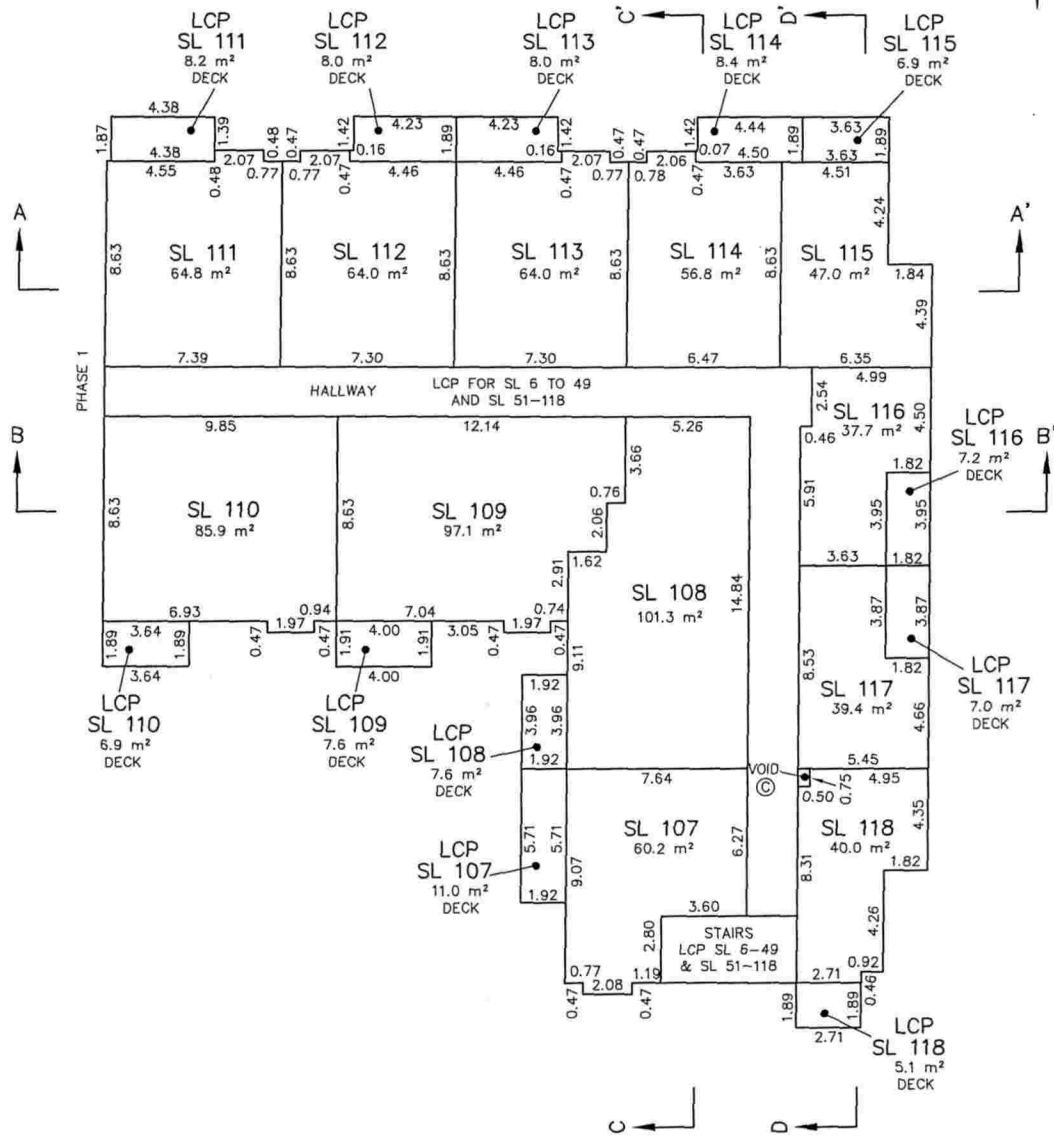 C'
D'
LCP
SL 111
8.2 m²
DECK
LCP
SL 112
8.0 m²
DECK
LCP
SL 113
8.0 m²
DECK
LCP
SL 114
8.4 m²
DECK
LCP
SL 115
6.9 m²
DECK
4.38
1.87
1.39
4.38
4.55
0.48
2.07
0.48
0.77
0.47
0.77
2.07
0.47
1.42
0.16
4.23
1.89
4.46
4.23
1.42
0.16
4.46
0.47
2.07
0.77
0.47
0.47
0.78
2.06
0.47
1.42
0.07
4.44
1.89
4.50
3.63
3.63
1.89
3.63
4.51
4.24
A
A'
8.63
SL 111
64.8 m²
8.63
SL 112
64.0 m²
8.63
SL 113
64.0 m²
8.63
SL 114
56.8 m²
8.63
SL 115
47.0 m²
1.84
4.39
7.39
7.30
7.30
6.47
6.35
PHASE 1
HALLWAY
LCP FOR SL 6 TO 49
AND SL 51-118
4.99
2.54
SL 116
37.7 m²
4.50
0.46
LCP
SL 116
7.2 m²
DECK
B
B'
9.85
12.14
5.26
3.66
8.63
SL 110
85.9 m²
8.63
SL 109
97.1 m²
0.76
2.06
1.62
2.91
5.91
1.82
3.95
3.95
3.63
1.82
SL 108
101.3 m²
14.84
6.93
0.94
7.04
0.74
1.89
3.64
1.89
3.64
0.47
1.97
0.47
1.91
4.00
1.91
4.00
3.05
0.47
1.97
0.47
9.11
LCP
SL 110
6.9 m²
DECK
LCP
SL 109
7.6 m²
DECK
LCP
SL 108
7.6 m²
DECK
1.92
3.96
3.96
1.92
8.53
3.87
3.87
1.82
SL 117
39.4 m²
4.66
LCP
SL 117
7.0 m²
DECK
7.64
VOID
©
5.45
4.95
0.50
0.75
5.71
5.71
9.07
SL 107
60.2 m²
6.27
8.31
SL 118
40.0 m²
4.35
LCP
SL 107
11.0 m²
DECK
1.92
1.82
3.60
2.80
STAIRS
LCP SL 6-49
& SL 51-118
4.26
0.77
0.47
2.08
1.19
0.47
2.71
0.92
0.46
1.89
1.89
2.71
LCP
SL 118
5.1 m²
DECK
C
D